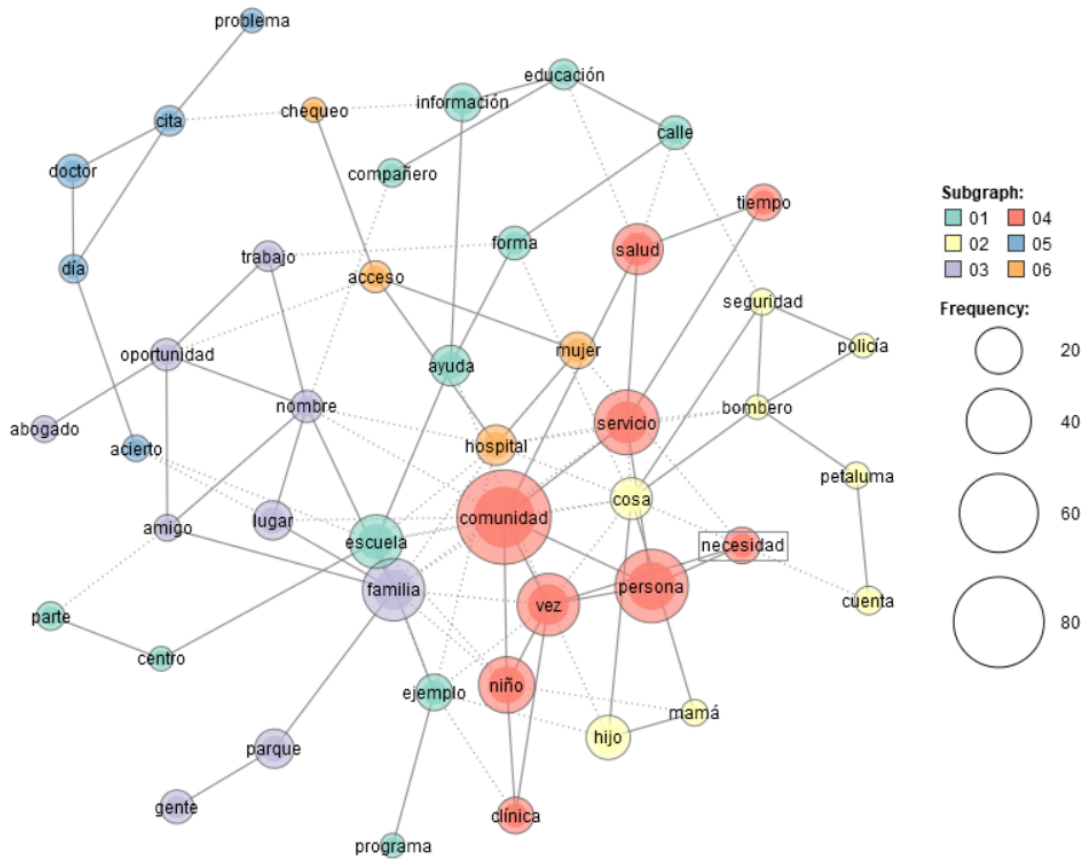 problema
educación
información
chequeo
cita
calle
doctor
compañero
tiempo
forma
salud
trabajo
día
acceso
seguridad
policía
mujer
oportunidad
ayuda
nombre
bombero
abogado
servicio
acierto
hospital
petaluma
cosa
comunidad
lugar
amigo
escuela
necesidad
familia
persona
vez
cuenta
parte
centro
niño
ejemplo
mamá
hijo
parque
gente
clínica
programa
Subgraph:
01 04
02 05
03 06
Frequency:
20
40
60
80